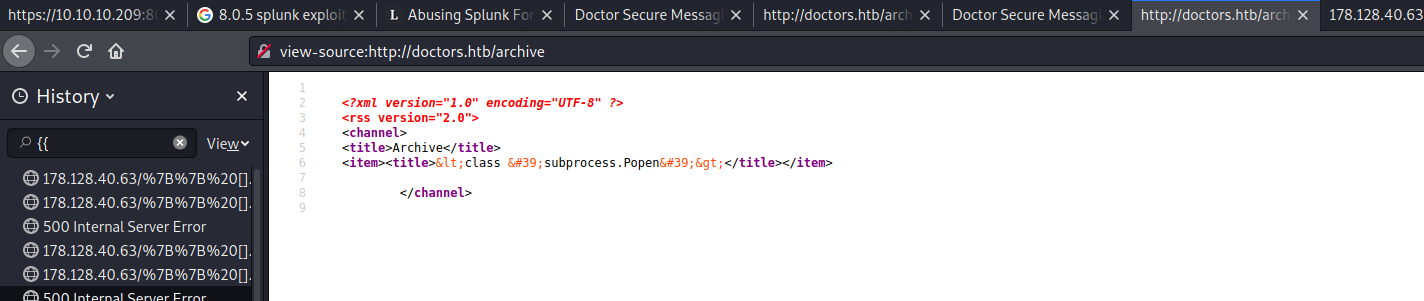 https://10.10.10.209:8
8.0.5 splunk exploit
Abusing Splunk For
Doctor Secure Messagi
http://doctors.htb/arch
Doctor Secure Messagi
http://doctors.htb/arch
178.128.40.63
view-source:http://doctors.htb/archive
History
{{
View
178.128.40.63/%7B%7B%20[].
178.128.40.63/%7B%7B%20[].
500 Internal Server Error
178.128.40.63/%7B%7B%20[].
178.128.40.63/%7B%7B%20[].
500 Internal Server Error
1
2 <?xml version="1.0" encoding="UTF-8" ?>
3 <rss version="2.0">
4 <channel>
5 <title>Archive</title>
6 <item><title>&lt;class &#39;subprocess.Popen&#39;&gt;</title></item>
7
8 </channel>
9